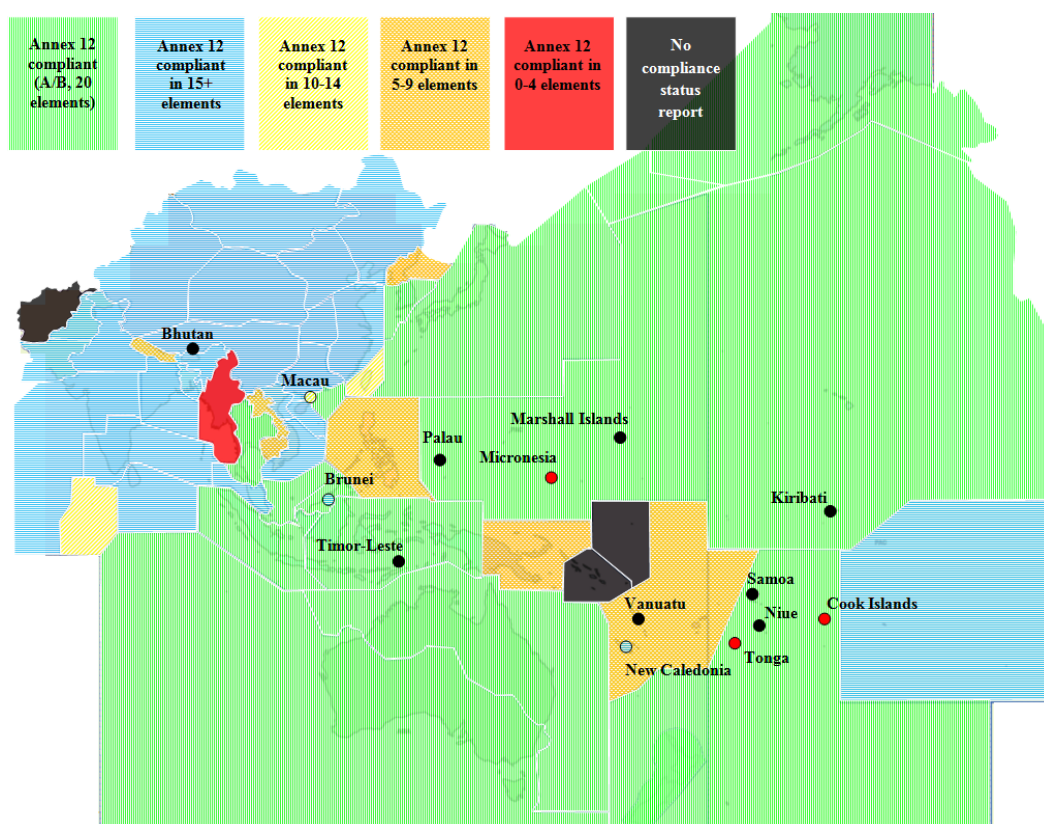 Annex 12
compliant
(A/B, 20
elements)
Annex 12
compliant
in 15+
elements
Annex 12
compliant
in 10-14
elements
Annex 12
compliant in
5-9 elements
Annex 12
compliant in
0-4 elements
No
compliance
status
report
Bhutan
Macau
Marshall Islands
Palau
Micronesia
Brunei
Kiribati
Timor-Leste
Samoa
Vanuatu
Niue
Cook Islands
Tonga
New Caledonia